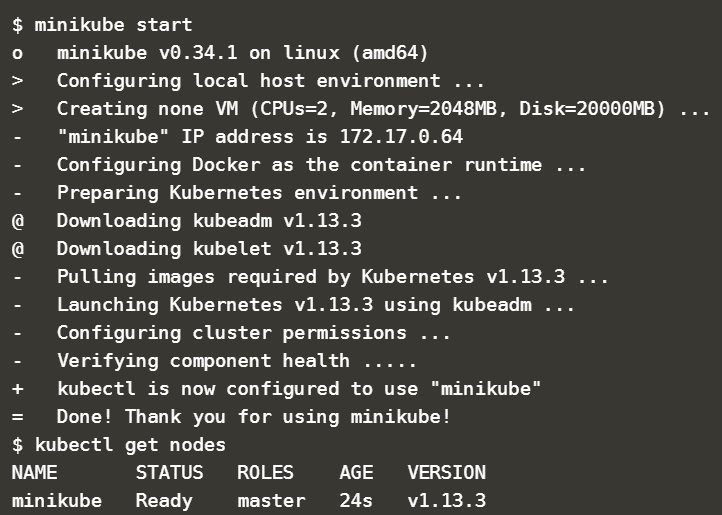 $ minikube start
o   minikube v0.34.1 on linux (amd64)
>   Configuring local host environment ...
>   Creating none VM (CPUs=2, Memory=2048MB, Disk=20000MB) ...
-   "minikube" IP address is 172.17.0.64
-   Configuring Docker as the container runtime ...
-   Preparing Kubernetes environment ...
@   Downloading kubeadm v1.13.3
@   Downloading kubelet v1.13.3
-   Pulling images required by Kubernetes v1.13.3 ...
-   Launching Kubernetes v1.13.3 using kubeadm ...
-   Configuring cluster permissions ...
-   Verifying component health .....
+   kubectl is now configured to use "minikube"
=   Done! Thank you for using minikube!
$ kubectl get nodes
NAME       STATUS   ROLES    AGE   VERSION
minikube   Ready    master   24s   v1.13.3